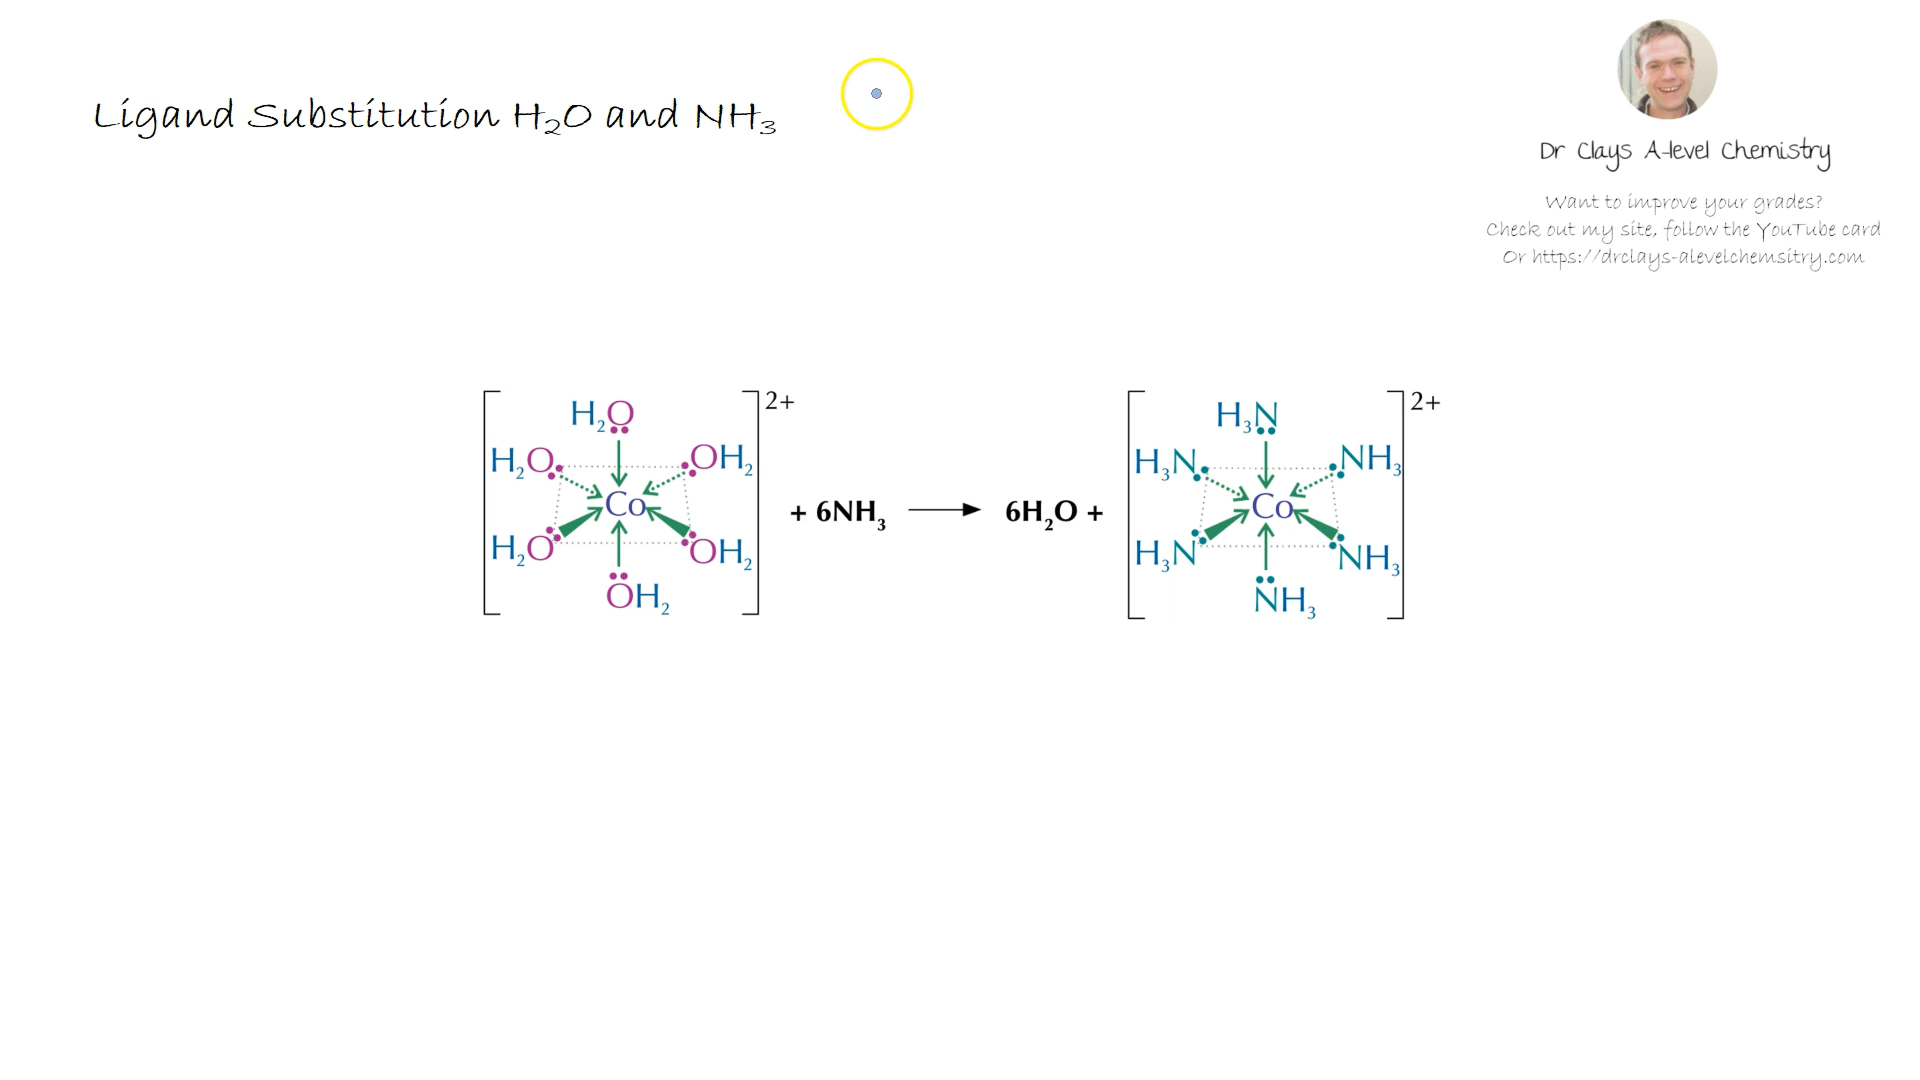 Ligand Substitution H₂O and NH₃
Dr Clays A-level Chemistry
Want to improve your grades?
Check out my site, follow the YouTube card
Or https://drclays-alevelchemsitry.com
[ ]2+
H₂O
H₂O OH₂
Co
H₂O OH₂
OH₂
+ 6NH₃ ⟶ 6H₂O +
[ ]2+
H₃N
H₃N NH₃
Co
H₃N NH₃
NH₃